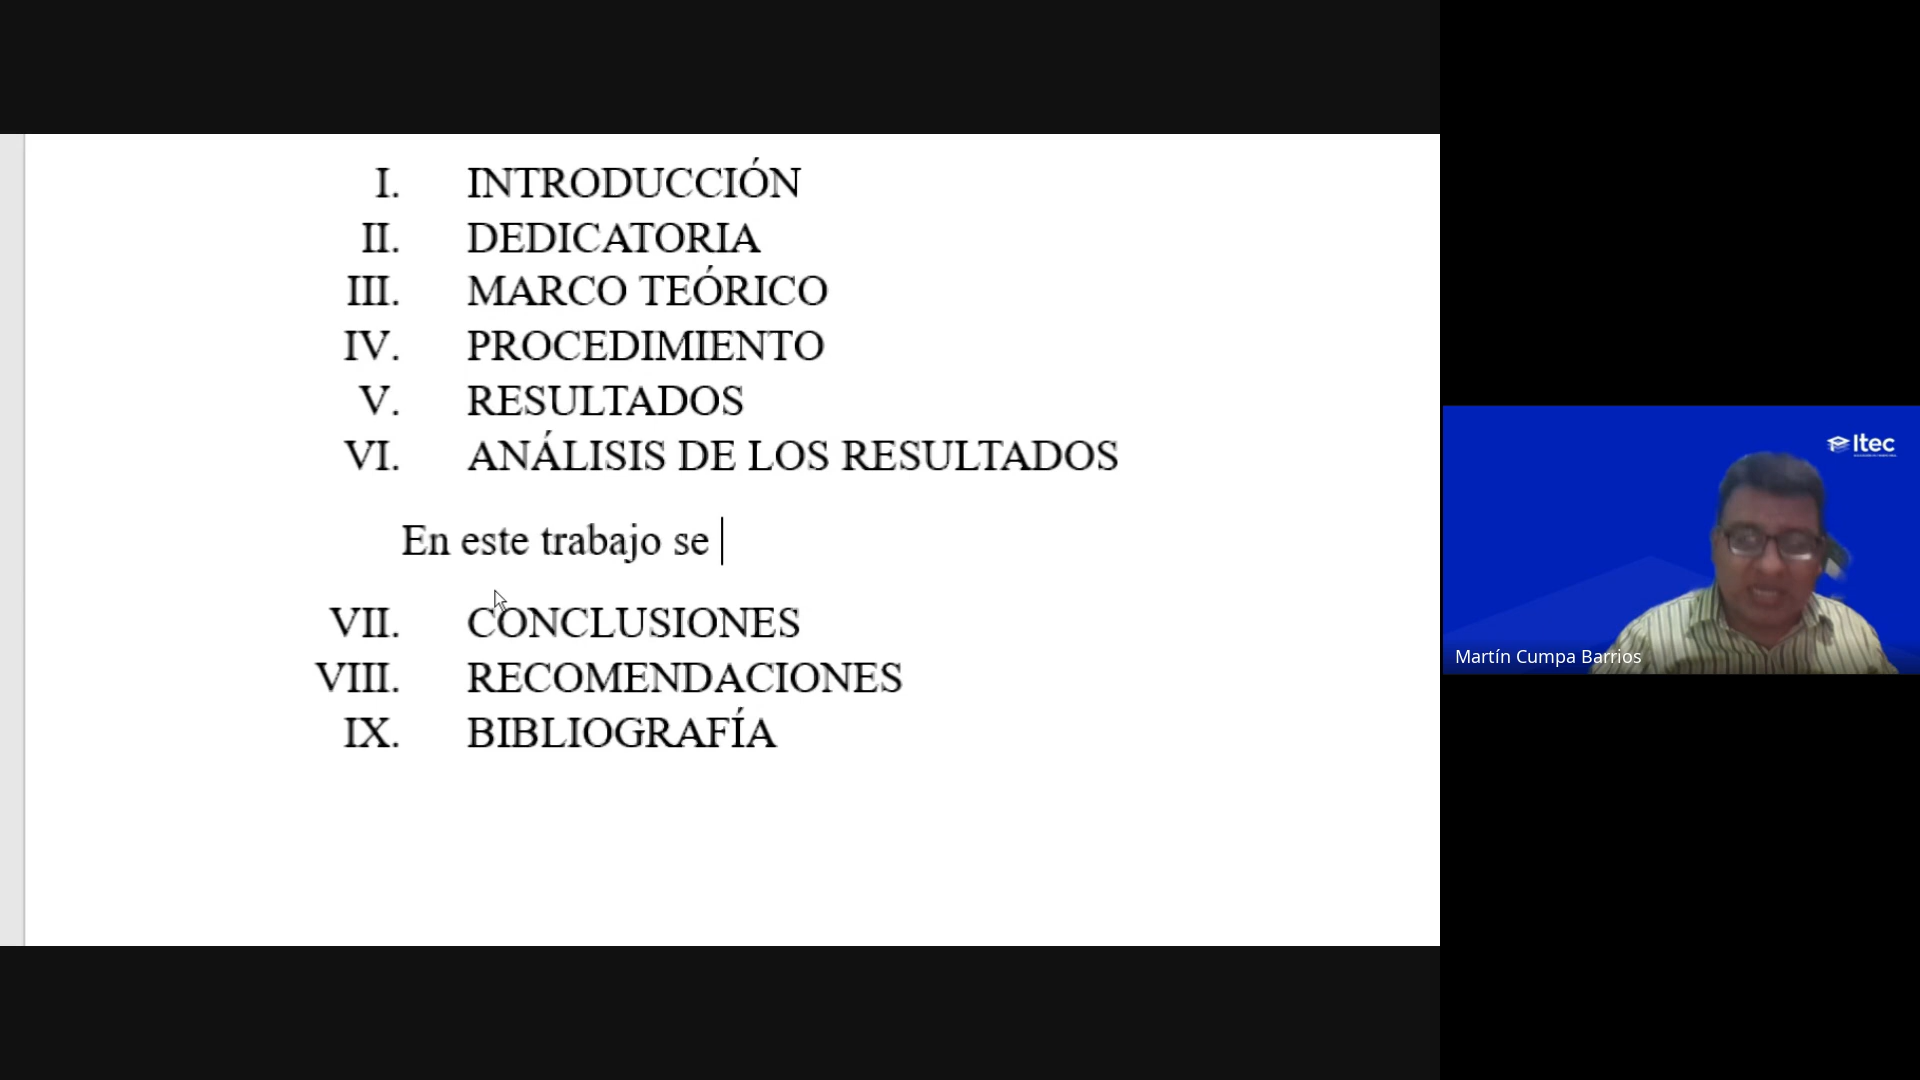 I. INTRODUCCIÓN
II. DEDICATORIA
III. MARCO TEÓRICO
IV. PROCEDIMIENTO
V. RESULTADOS
VI. ANÁLISIS DE LOS RESULTADOS
En este trabajo se
VII. CONCLUSIONES
VIII. RECOMENDACIONES
IX. BIBLIOGRAFÍA
Itec
Martín Cumpa Barrios